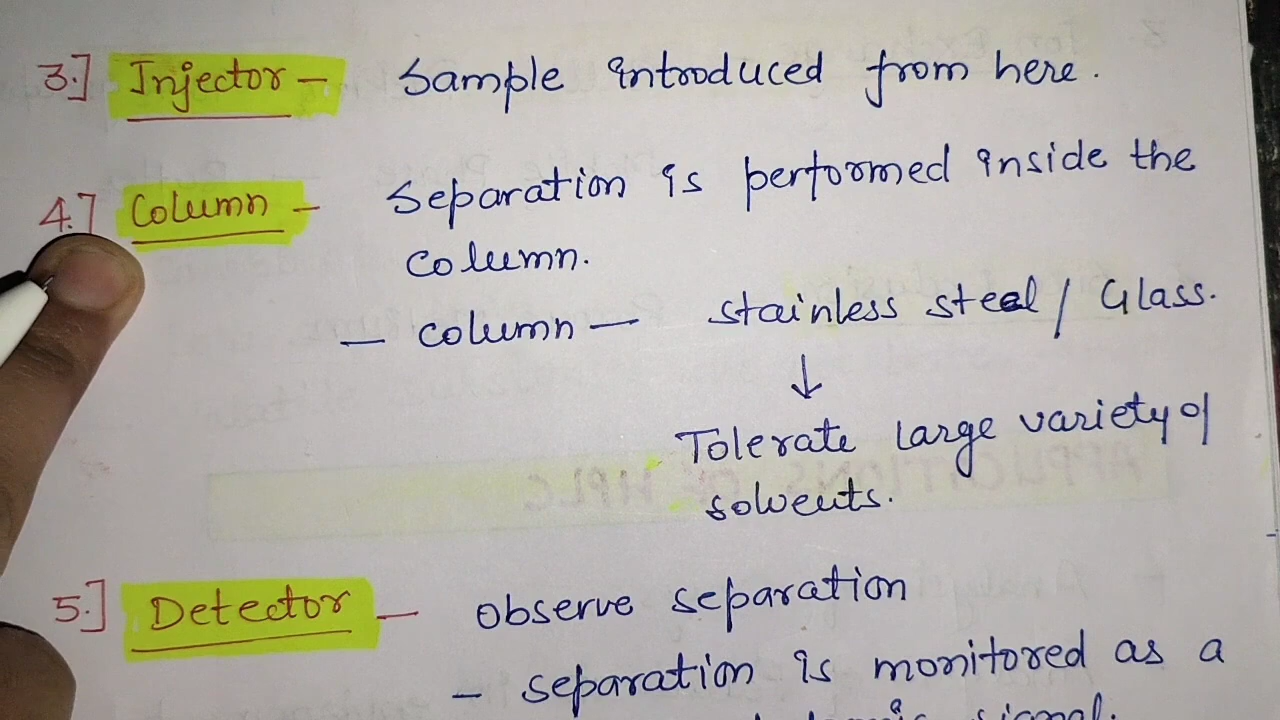 3.] Injector - Sample introduced from here.
4.] Column - Separation is performed inside the
column.
- column - stainless steel / Glass.
↓
Tolerate large variety of
solvents.
5.] Detector - Observe separation
- separation is monitored as a
signal.